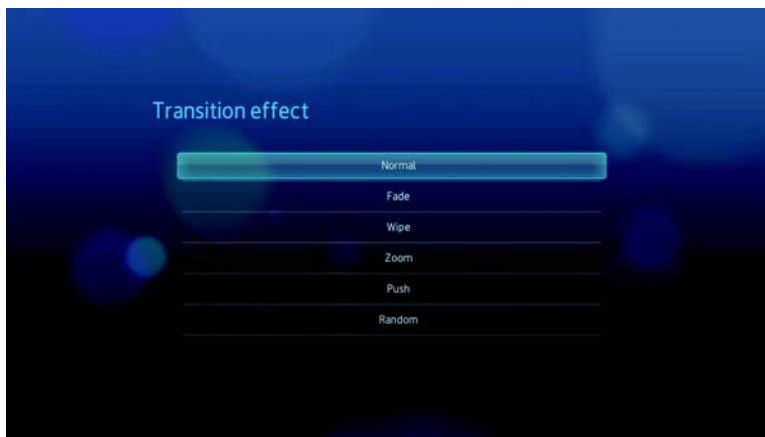 Transition effect
Normal
Fade
Wipe
Zoom
Push
Random